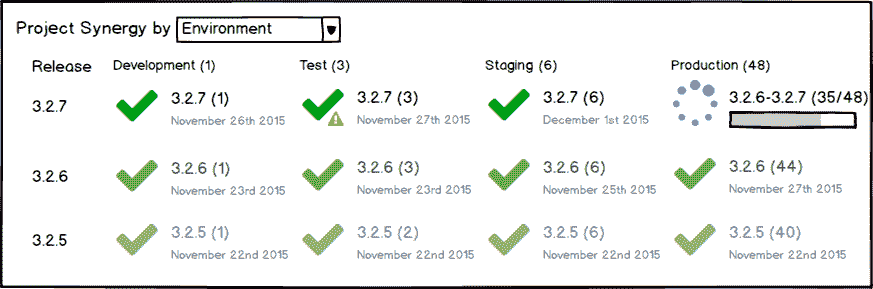 Project Synergy by Environment
Release Development (1) Test (3) Staging (6) Production (48)
3.2.7 3.2.7 (1) 3.2.7 (3) 3.2.7 (6) 3.2.6-3.2.7 (35/48)
November 26th 2015 November 27th 2015 December 1st 2015
3.2.6 3.2.6 (1) 3.2.6 (3) 3.2.6 (6) 3.2.6 (44)
November 23rd 2015 November 23rd 2015 November 25th 2015 November 27th 2015
3.2.5 3.2.5 (1) 3.2.5 (2) 3.2.5 (6) 3.2.5 (40)
November 22nd 2015 November 22nd 2015 November 22nd 2015 November 22nd 2015